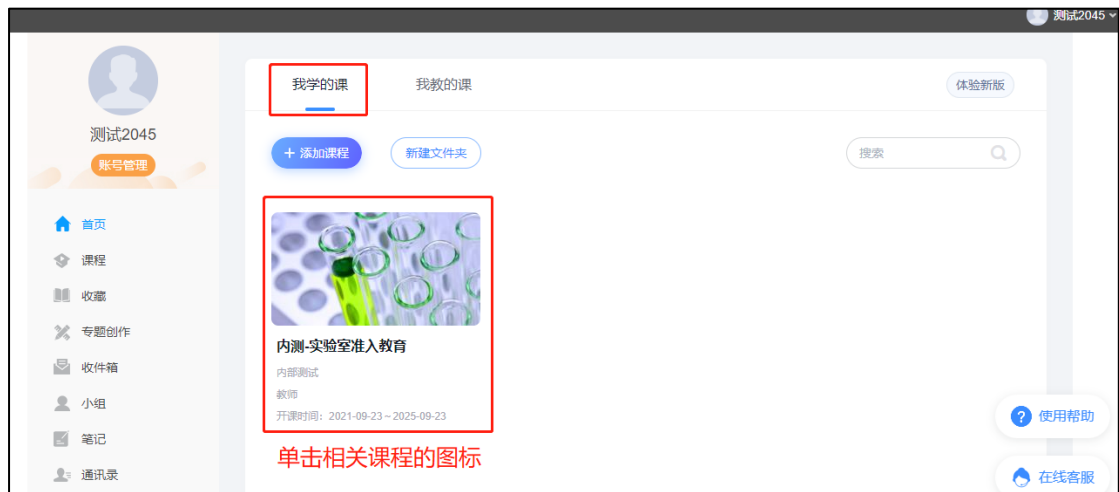 测试2045
测试2045
账号管理
首页
课程
收藏
专题创作
收件箱
小组
笔记
通讯录
我学的课
我教的课
体验新版
+ 添加课程
新建文件夹
搜索
内测-实验室准入教育
内部测试
教师
开课时间：2021-09-23～2025-09-23
单击相关课程的图标
? 使用帮助
在线客服